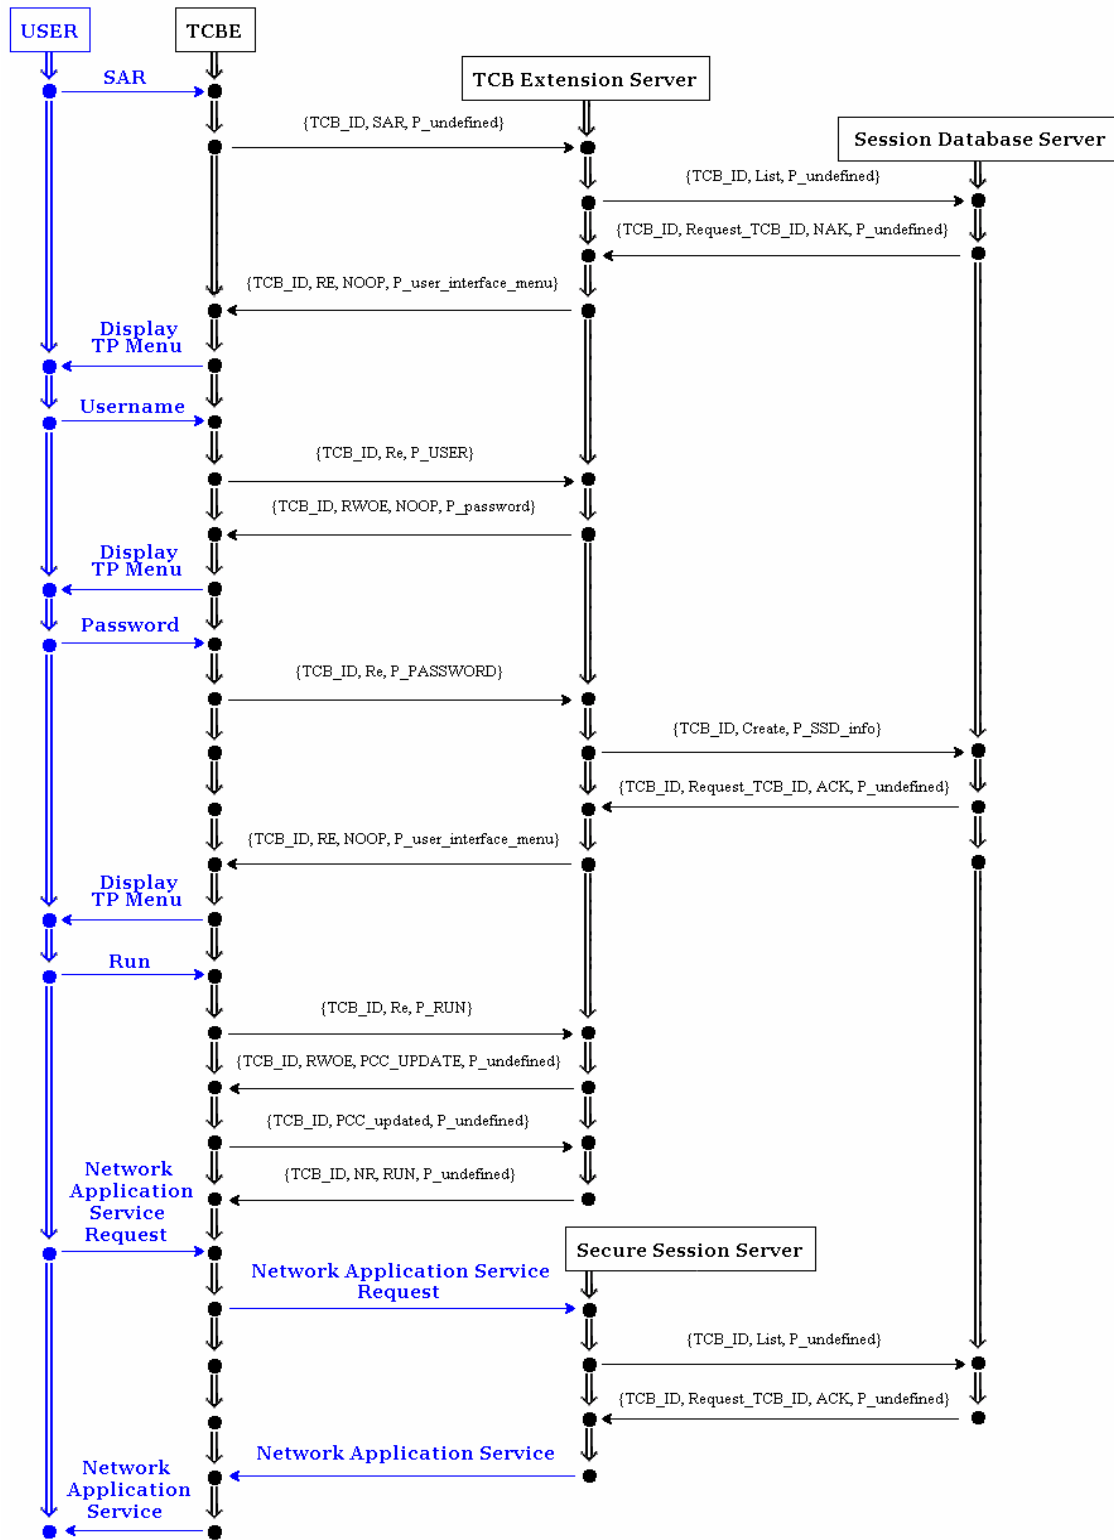 USER
TCBE
SAR
TCB Extension Server
{TCB_ID, SAR, P_undefined}
Session Database Server
{TCB_ID, List, P_undefined}
{TCB_ID, Request_TCB_ID, NAK, P_undefined}
{TCB_ID, RE, NOOP, P_user_interface_menu}
Display
TP Menu
Username
{TCB_ID, Re, P_USER}
{TCB_ID, RWOE, NOOP, P_password}
Display
TP Menu
Password
{TCB_ID, Re, P_PASSWORD}
{TCB_ID, Create, P_SSD_info}
{TCB_ID, Request_TCB_ID, ACK, P_undefined}
{TCB_ID, RE, NOOP, P_user_interface_menu}
Display
TP Menu
Run
{TCB_ID, Re, P_RUN}
{TCB_ID, RWOE, PCC_UPDATE, P_undefined}
{TCB_ID, PCC_updated, P_undefined}
{TCB_ID, NR, RUN, P_undefined}
Network
Application
Service
Request
Secure Session Server
Network Application Service
Request
{TCB_ID, List, P_undefined}
{TCB_ID, Request_TCB_ID, ACK, P_undefined}
Network Application Service
Network
Application
Service